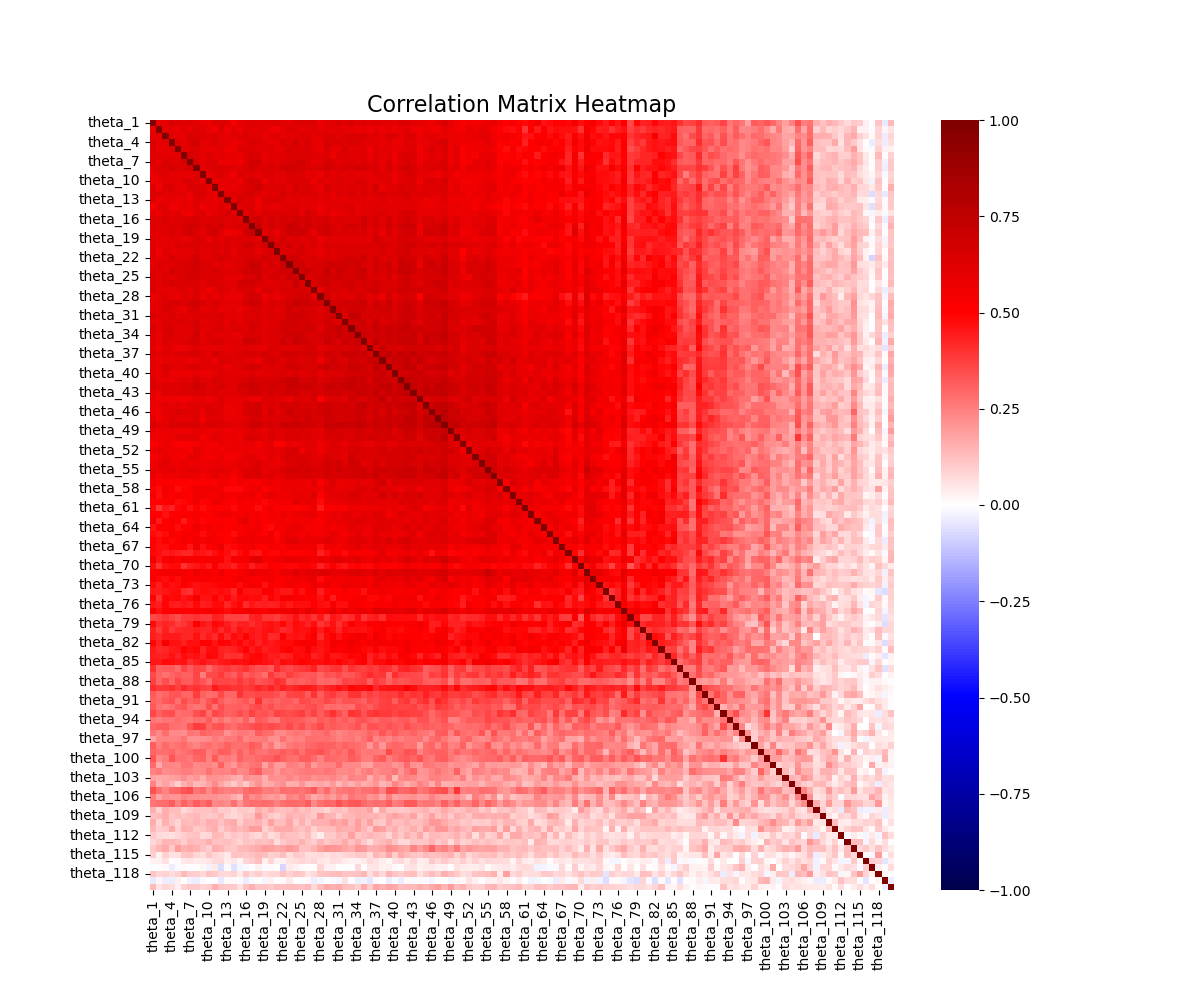 Correlation Matrix Heatmap
theta_1
theta_4
theta_7
theta_10
theta_13
theta_16
theta_19
theta_22
theta_25
theta_28
theta_31
theta_34
theta_37
theta_40
theta_43
theta_46
theta_49
theta_52
theta_55
theta_58
theta_61
theta_64
theta_67
theta_70
theta_73
theta_76
theta_79
theta_82
theta_85
theta_88
theta_91
theta_94
theta_97
theta_100
theta_103
theta_106
theta_109
theta_112
theta_115
theta_118
theta_1
theta_4
theta_7
theta_10
theta_13
theta_16
theta_19
theta_22
theta_25
theta_28
theta_31
theta_34
theta_37
theta_40
theta_43
theta_46
theta_49
theta_52
theta_55
theta_58
theta_61
theta_64
theta_67
theta_70
theta_73
theta_76
theta_79
theta_82
theta_85
theta_88
theta_91
theta_94
theta_97
theta_100
theta_103
theta_106
theta_109
theta_112
theta_115
theta_118
1.00
0.75
0.50
0.25
0.00
−0.25
−0.50
−0.75
−1.00